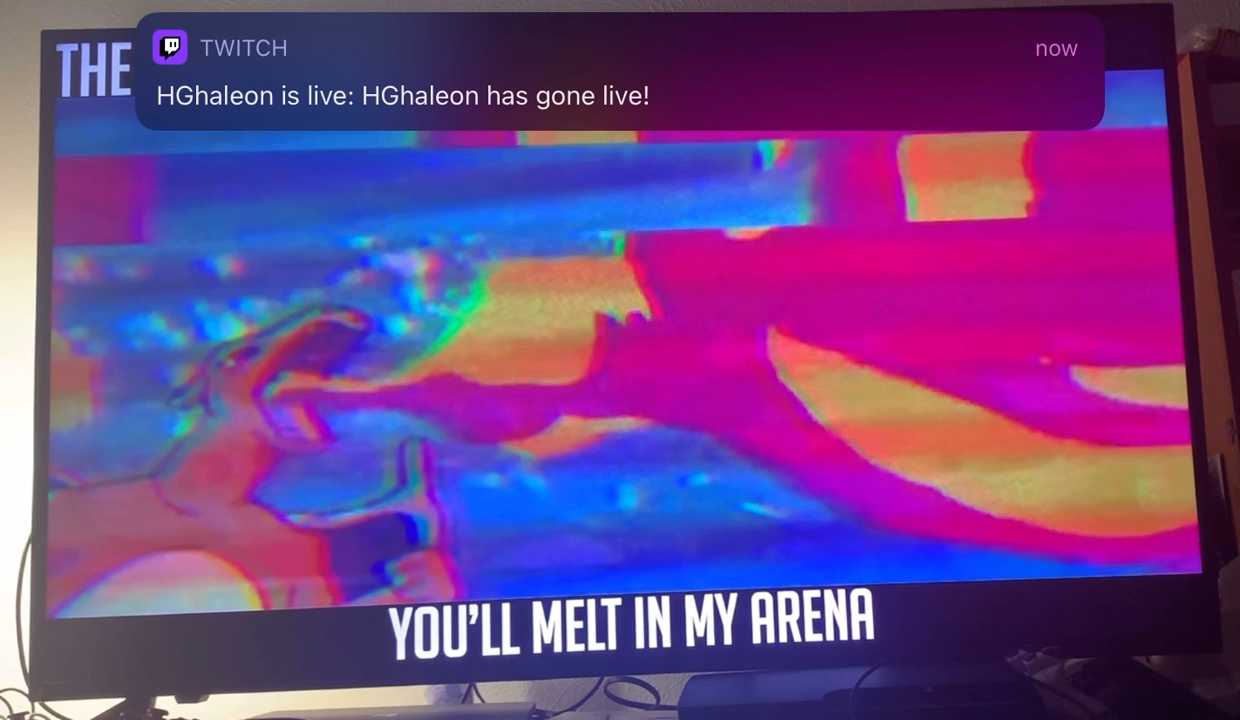 TWITCH
now
HGhaleon is live: HGhaleon has gone live!
THE
YOU'LL MELT IN MY ARENA